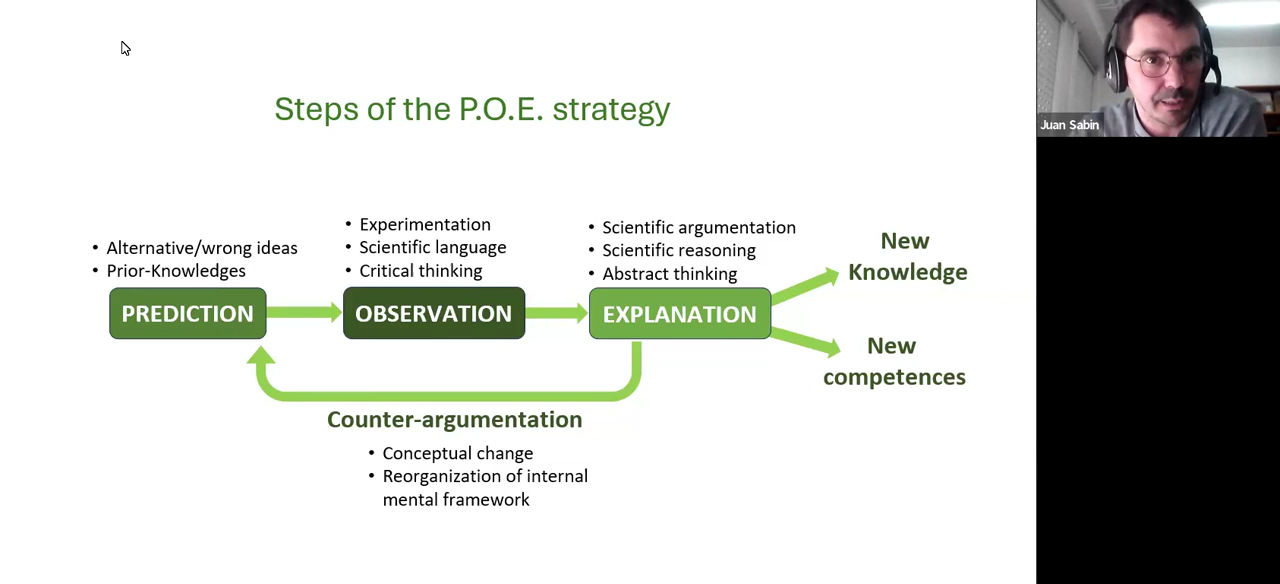 Steps of the P.O.E. strategy
• Alternative/wrong ideas
• Prior-Knowledges
PREDICTION
• Experimentation
• Scientific language
• Critical thinking
OBSERVATION
• Scientific argumentation
• Scientific reasoning
• Abstract thinking
EXPLANATION
New
Knowledge
New
competences
Counter-argumentation
• Conceptual change
• Reorganization of internal
mental framework
Juan Sabin